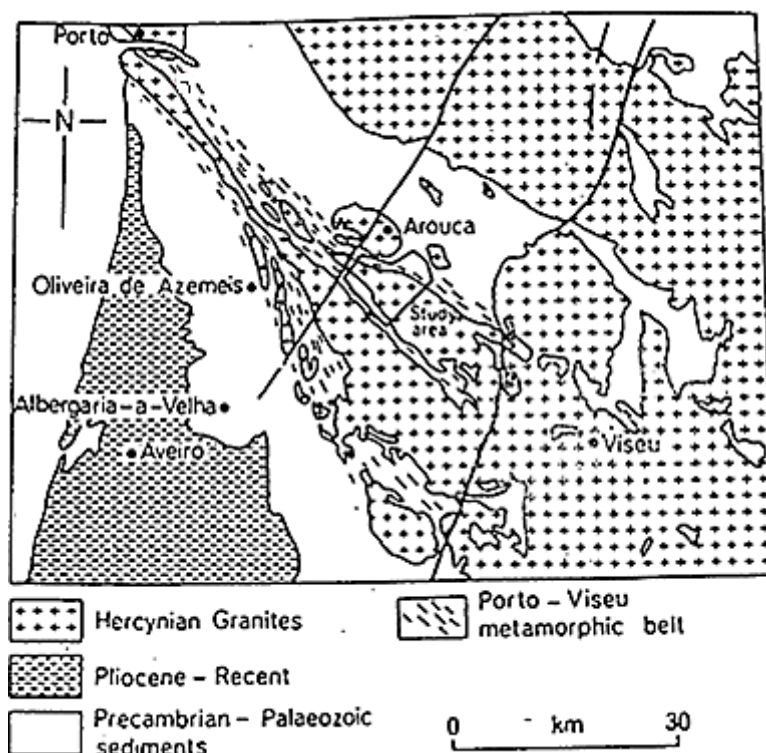 Porto
N
Arouca
Oliveira de Azemeis
Study
area
Albergaria-a-Velha
Aveiro
Viseu
Hercynian Granites
Porto - Viseu
metamorphic belt
Pliocene - Recent
Precambrian - Palaeozoic
sediments
0 km 30